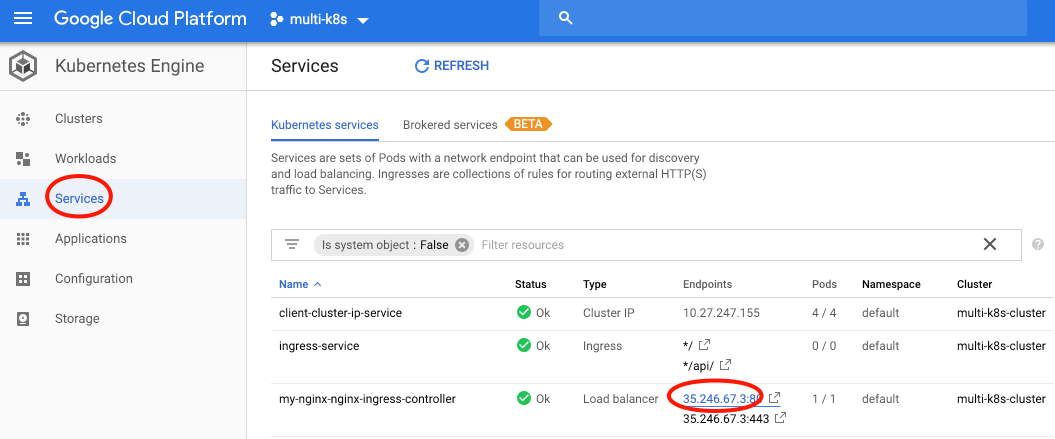 Google Cloud Platform multi-k8s
Kubernetes Engine
Services REFRESH
Clusters
Workloads
Services
Applications
Configuration
Storage
Kubernetes services Brokered services BETA
Services are sets of Pods with a network endpoint that can be used for discovery
and load balancing. Ingresses are collections of rules for routing external HTTP(S)
traffic to Services.
Is system object : False Filter resources
Name Status Type Endpoints Pods Namespace Cluster
client-cluster-ip-service Ok Cluster IP 10.27.247.155 4 / 4 default multi-k8s-cluster
ingress-service Ok Ingress */ 0 / 0 default multi-k8s-cluster
*/api/
my-nginx-nginx-ingress-controller Ok Load balancer 35.246.67.3:80 1 / 1 default multi-k8s-cluster
35.246.67.3:443